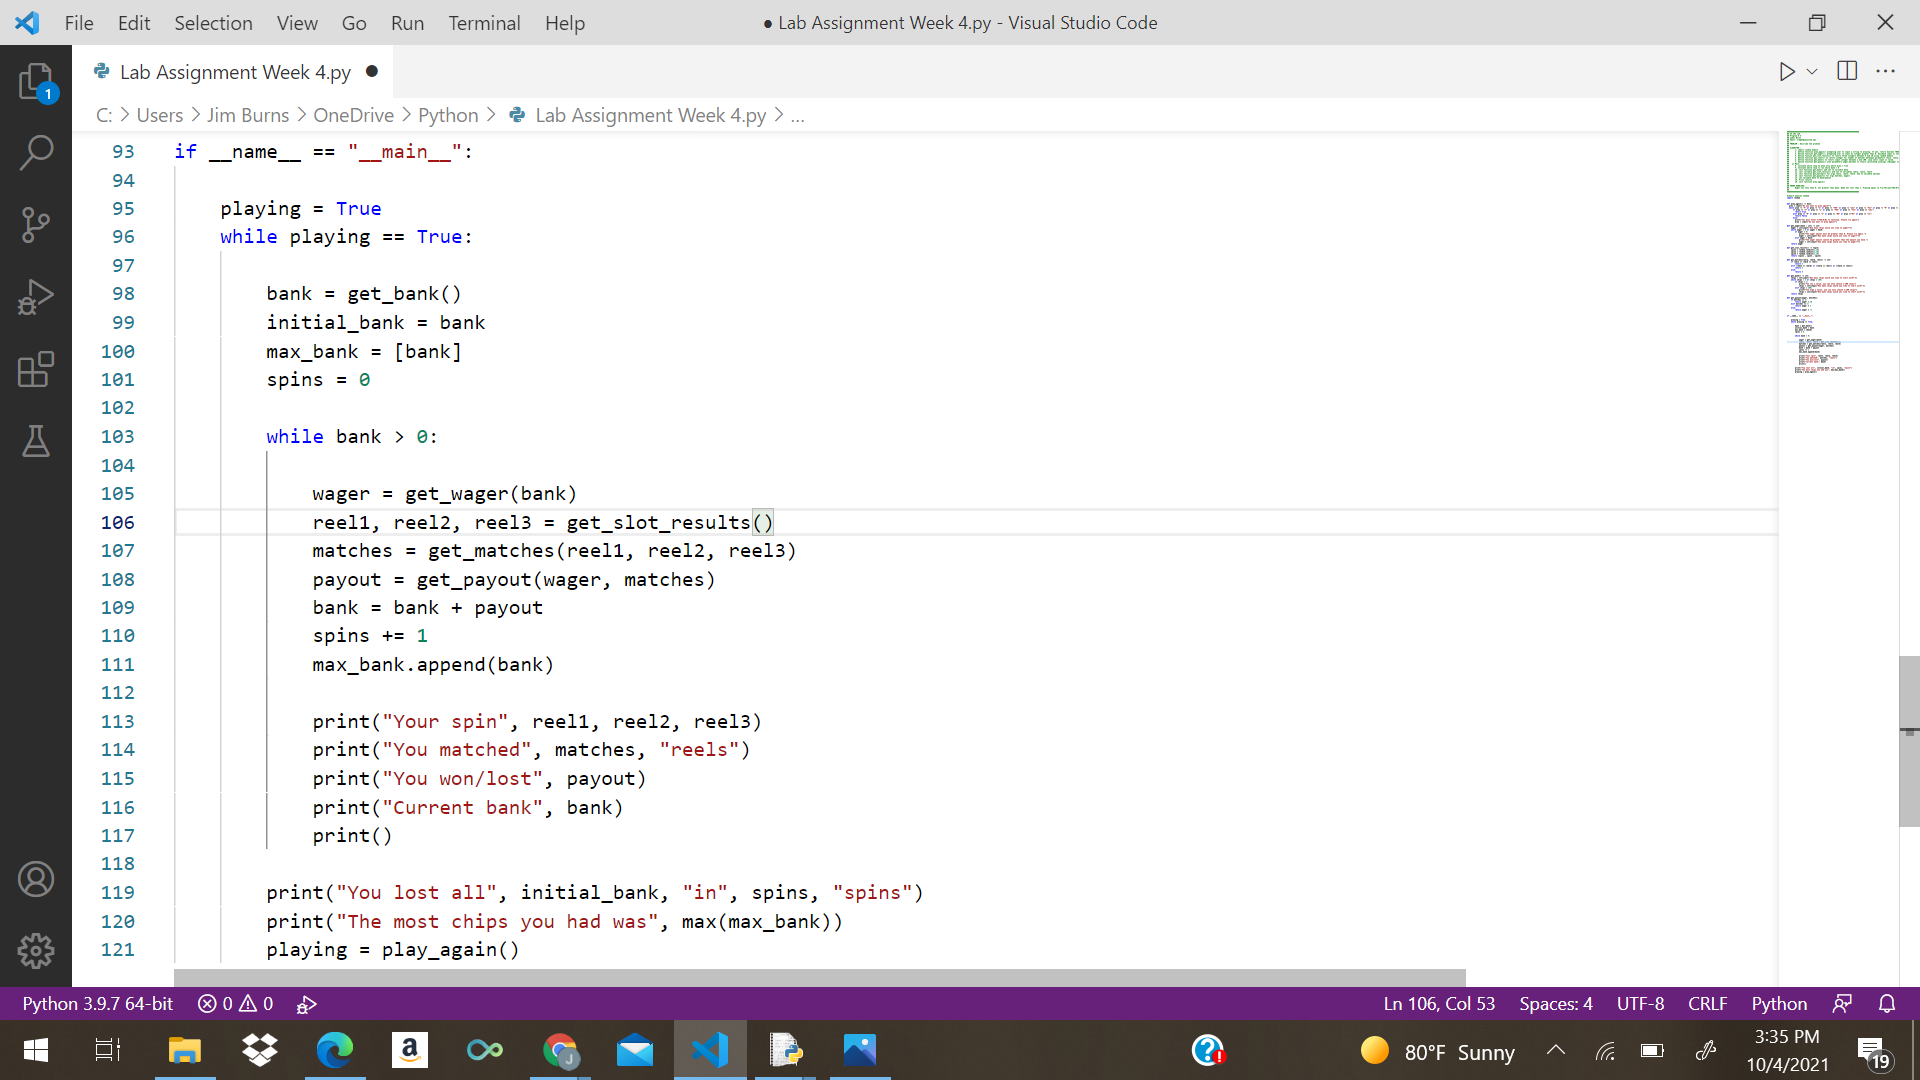 File Edit Selection View Go Run Terminal Help ● Lab Assignment Week 4.py - Visual Studio Code
Lab Assignment Week 4.py ●
1
C: > Users > Jim Burns > OneDrive > Python > Lab Assignment Week 4.py > ...
93 if __name__ == "__main__":
94
95 playing = True
96 while playing == True:
97
98 bank = get_bank()
99 initial_bank = bank
100 max_bank = [bank]
101 spins = 0
102
103 while bank > 0:
104
105 wager = get_wager(bank)
106 reel1, reel2, reel3 = get_slot_results()
107 matches = get_matches(reel1, reel2, reel3)
108 payout = get_payout(wager, matches)
109 bank = bank + payout
110 spins += 1
111 max_bank.append(bank)
112
113 print("Your spin", reel1, reel2, reel3)
114 print("You matched", matches, "reels")
115 print("You won/lost", payout)
116 print("Current bank", bank)
117 print()
118
119 print("You lost all", initial_bank, "in", spins, "spins")
120 print("The most chips you had was", max(max_bank))
121 playing = play_again()
Python 3.9.7 64-bit 0 0 Ln 106, Col 53 Spaces: 4 UTF-8 CRLF Python
a J ? ! 80°F Sunny 3:35 PM
10/4/2021 19